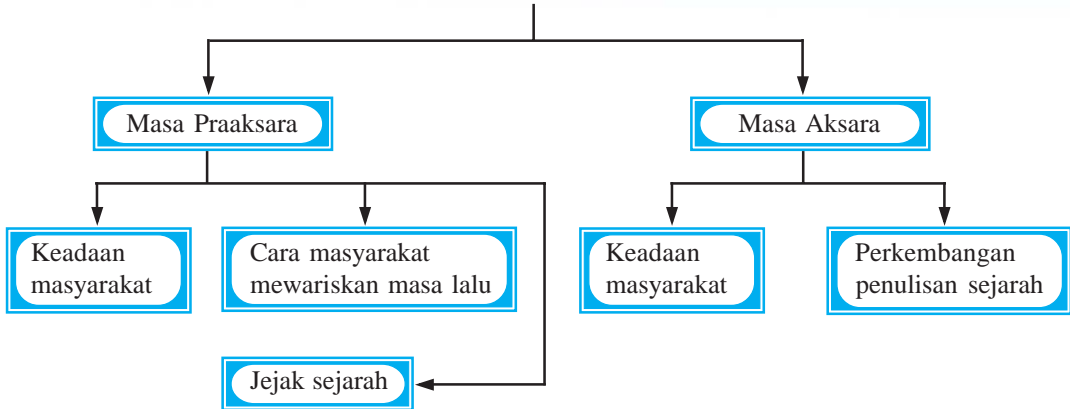 Masa Praaksara
Masa Aksara
Keadaan
masyarakat
Cara masyarakat
mewariskan masa lalu
Keadaan
masyarakat
Perkembangan
penulisan sejarah
Jejak sejarah